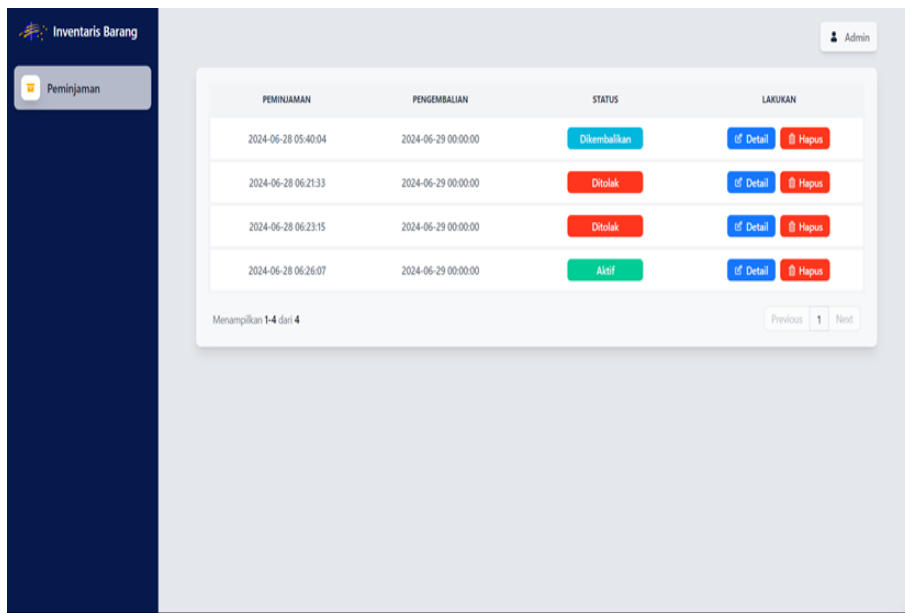 Inventaris Barang
Admin
Peminjaman
PEMINJAMAN PENGEMBALIAN STATUS LAKUKAN
2024-06-28 05:40:04 2024-06-29 00:00:00 Dikembalikan Detail Hapus
2024-06-28 06:21:33 2024-06-29 00:00:00 Ditolak Detail Hapus
2024-06-28 06:23:15 2024-06-29 00:00:00 Ditolak Detail Hapus
2024-06-28 06:26:07 2024-06-29 00:00:00 Aktif Detail Hapus
Menampilkan 1-4 dari 4 Previous 1 Next